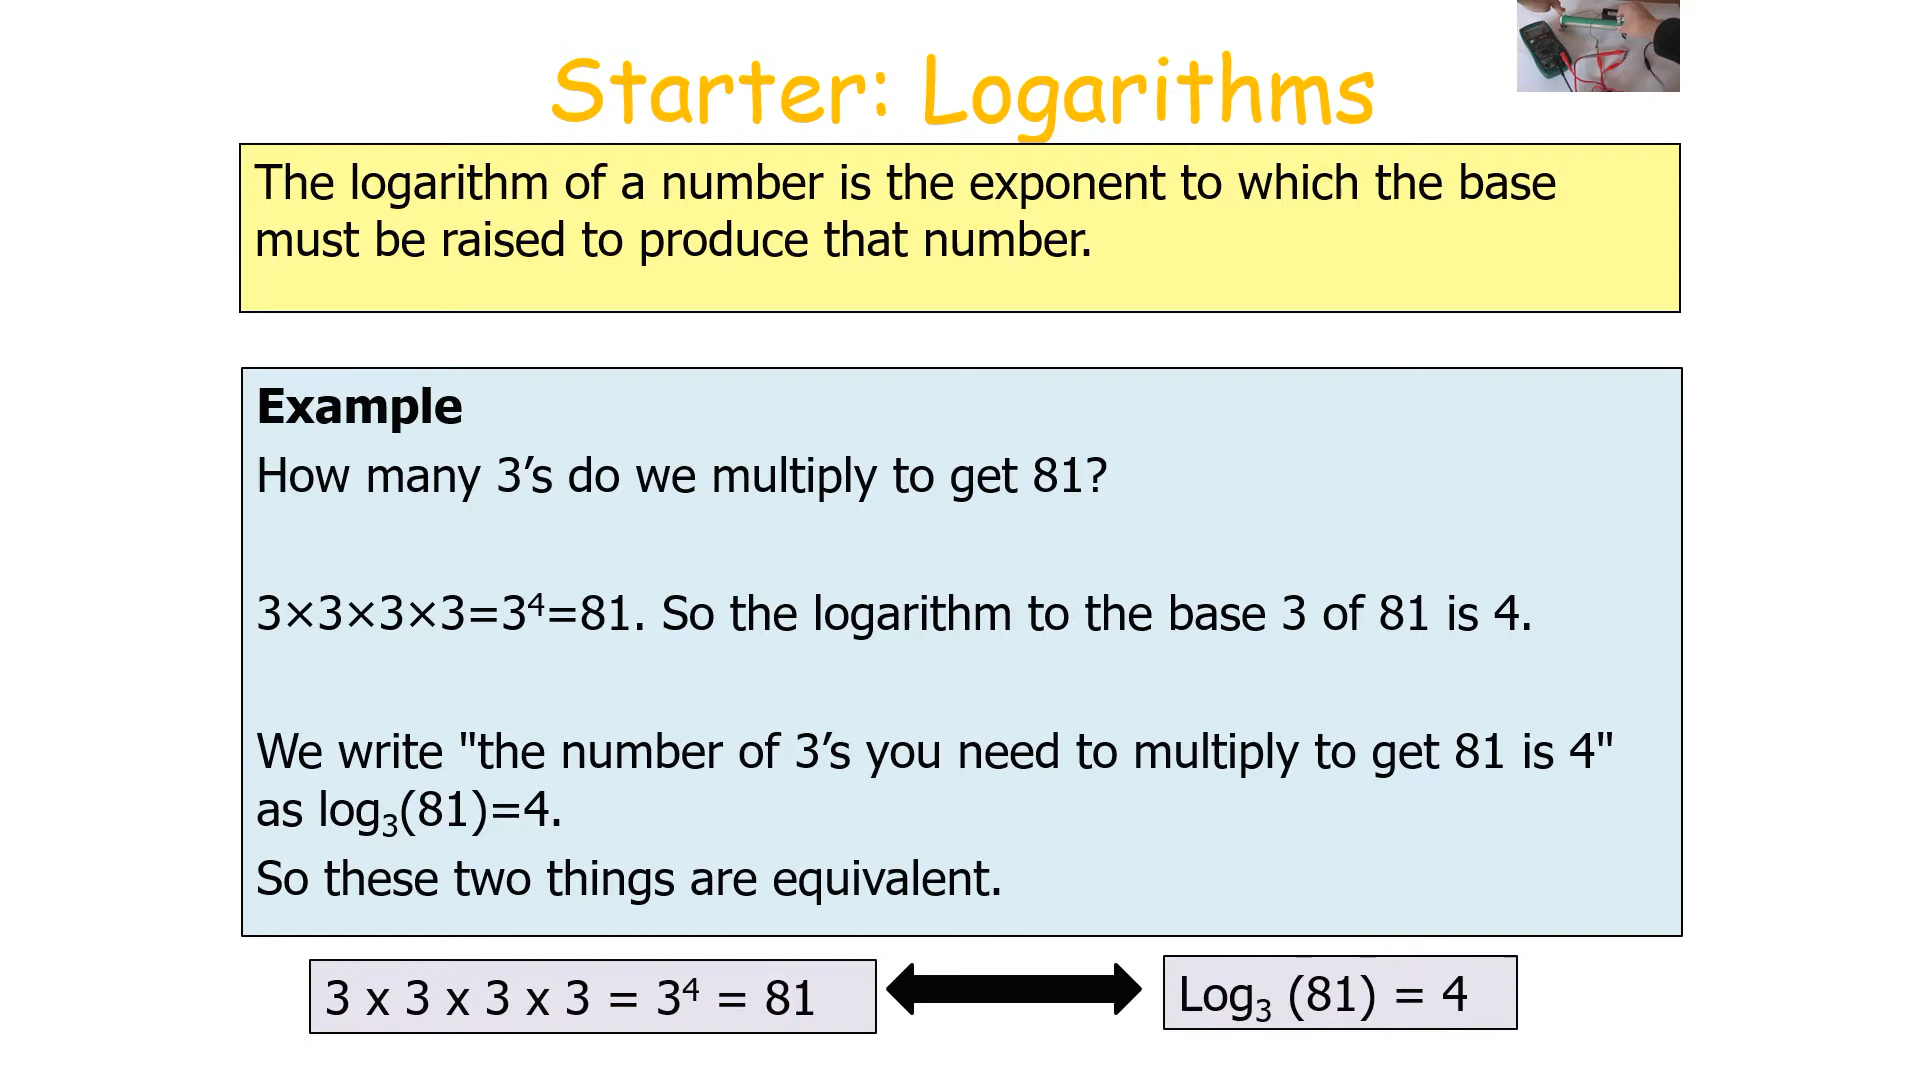 Starter: Logarithms
The logarithm of a number is the exponent to which the base
must be raised to produce that number.
Example
How many 3’s do we multiply to get 81?
3×3×3×3=3⁴=81. So the logarithm to the base 3 of 81 is 4.
We write "the number of 3’s you need to multiply to get 81 is 4"
as log₃(81)=4.
So these two things are equivalent.
3 x 3 x 3 x 3 = 3⁴ = 81
Log₃ (81) = 4